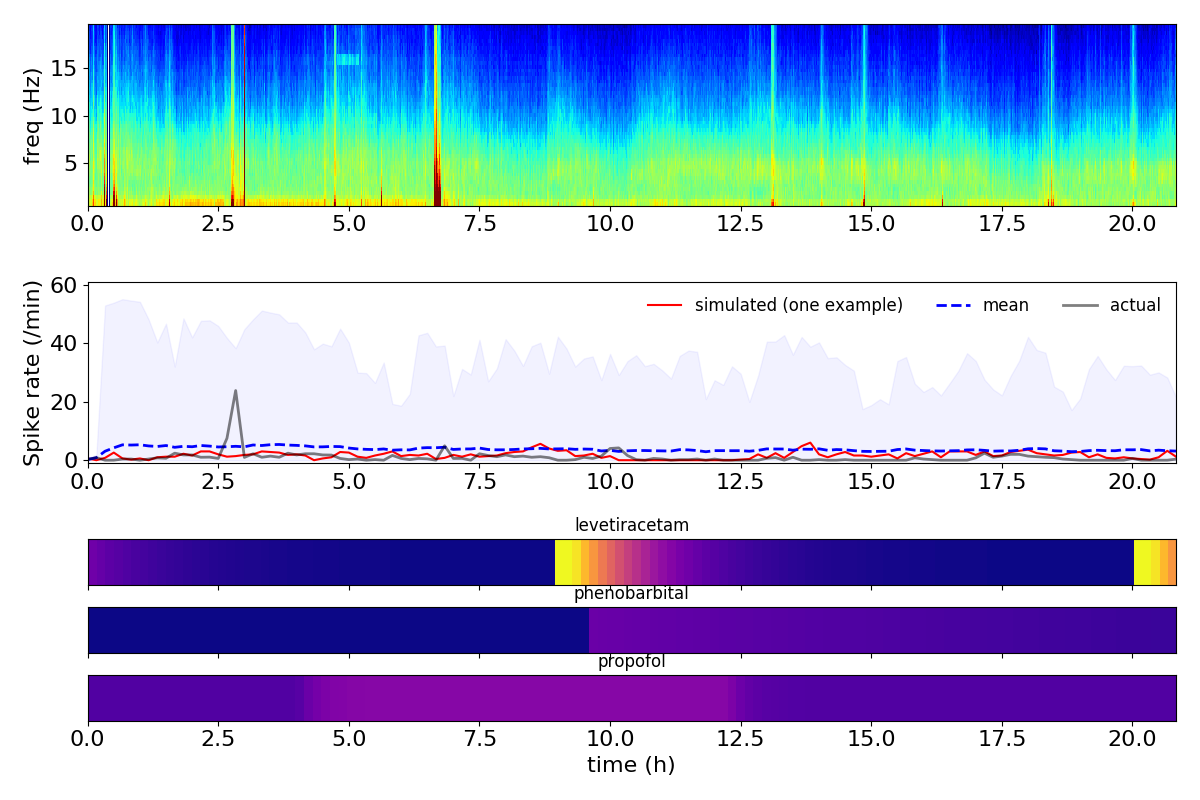 freq (Hz)
15
10
5
0.0 2.5 5.0 7.5 10.0 12.5 15.0 17.5 20.0
Spike rate (/min)
60
40
20
0
simulated (one example) mean actual
0.0 2.5 5.0 7.5 10.0 12.5 15.0 17.5 20.0
levetiracetam
phenobarbital
propofol
0.0 2.5 5.0 7.5 10.0 12.5 15.0 17.5 20.0
time (h)